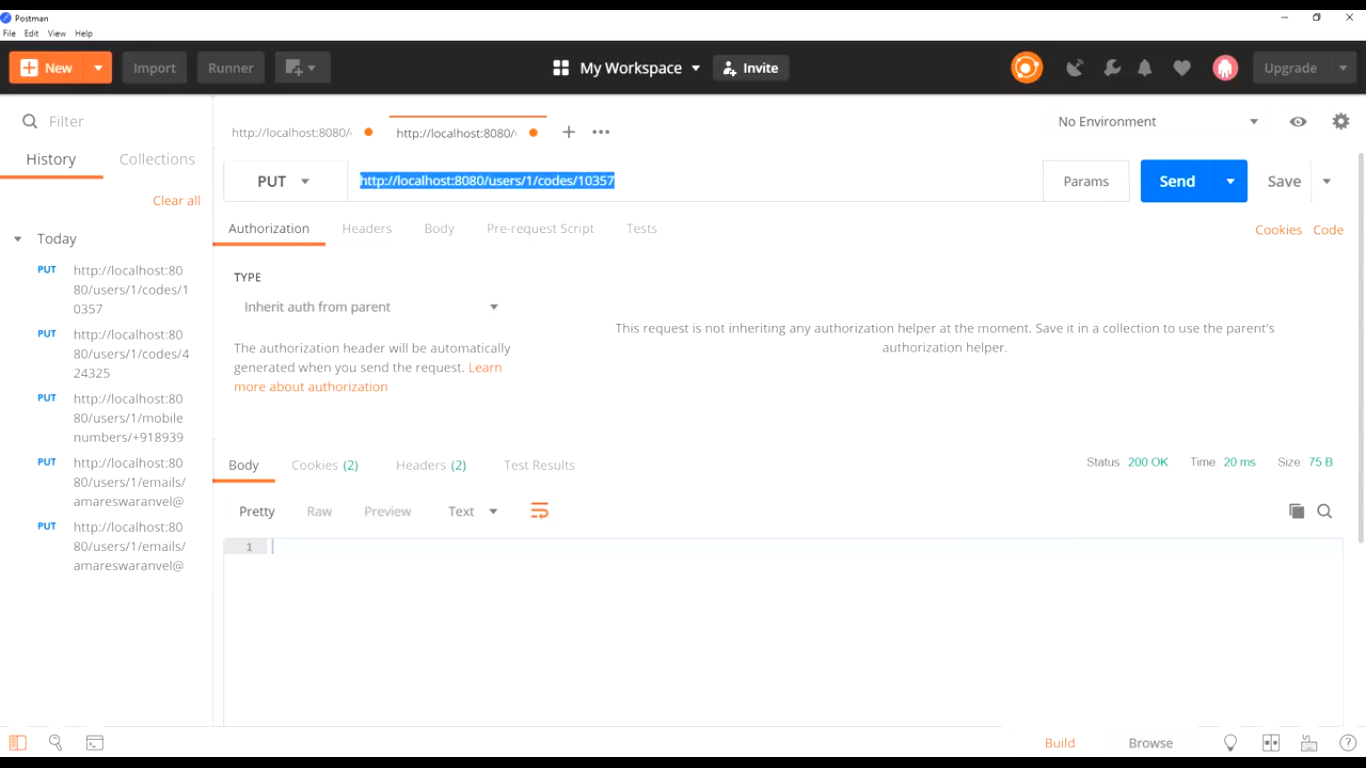 Postman
File Edit View Help
New
Import
Runner
My Workspace
Invite
Upgrade
Filter
http://localhost:8080/
http://localhost:8080/
No Environment
History
Collections
PUT
http://localhost:8080/users/1/codes/10357
Params
Send
Save
Clear all
Authorization
Headers
Body
Pre-request Script
Tests
Cookies
Code
Today
PUT http://localhost:80
80/users/1/codes/1
0357
PUT http://localhost:80
80/users/1/codes/4
24325
PUT http://localhost:80
80/users/1/mobile
numbers/+918939
PUT http://localhost:80
80/users/1/emails/
amareswaranvel@
PUT http://localhost:80
80/users/1/emails/
amareswaranvel@
TYPE
Inherit auth from parent
The authorization header will be automatically
generated when you send the request. Learn
more about authorization
This request is not inheriting any authorization helper at the moment. Save it in a collection to use the parent's
authorization helper.
Body
Cookies (2)
Headers (2)
Test Results
Status: 200 OK
Time: 20 ms
Size: 75 B
Pretty
Raw
Preview
Text
1
Build
Browse